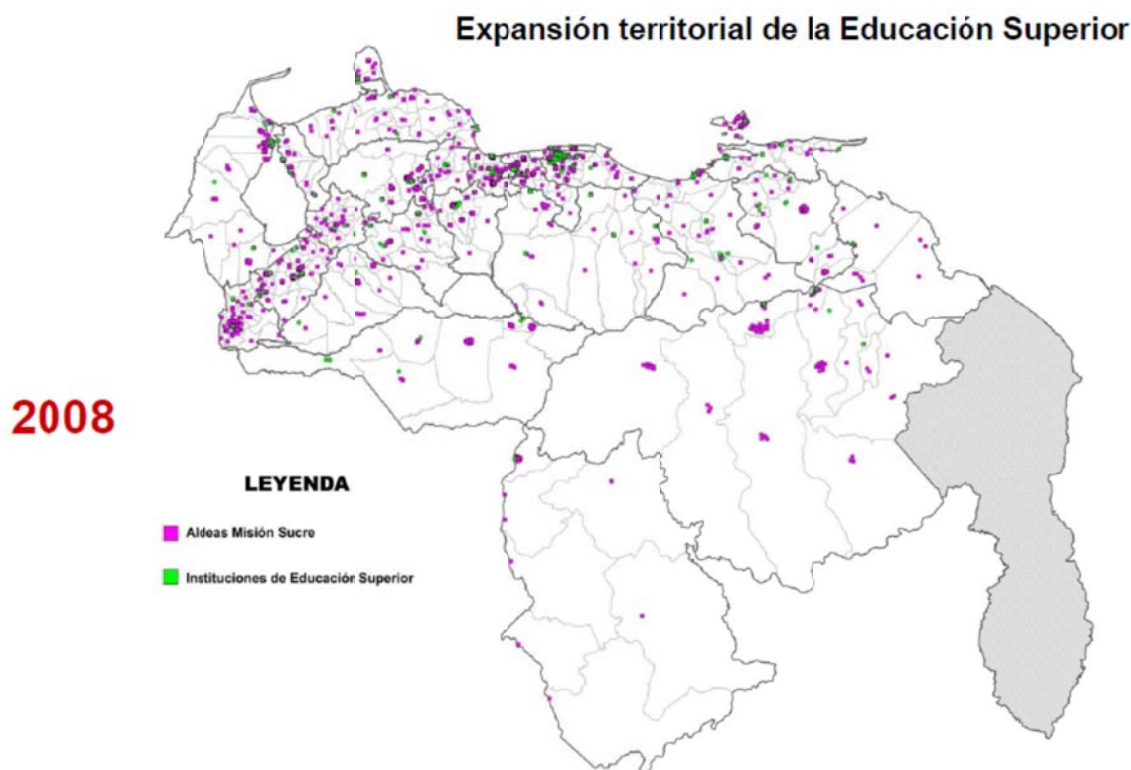 Expansión territorial de la Educación Superior
2008
LEYENDA
Aldeas Misión Sucre
Instituciones de Educación Superior